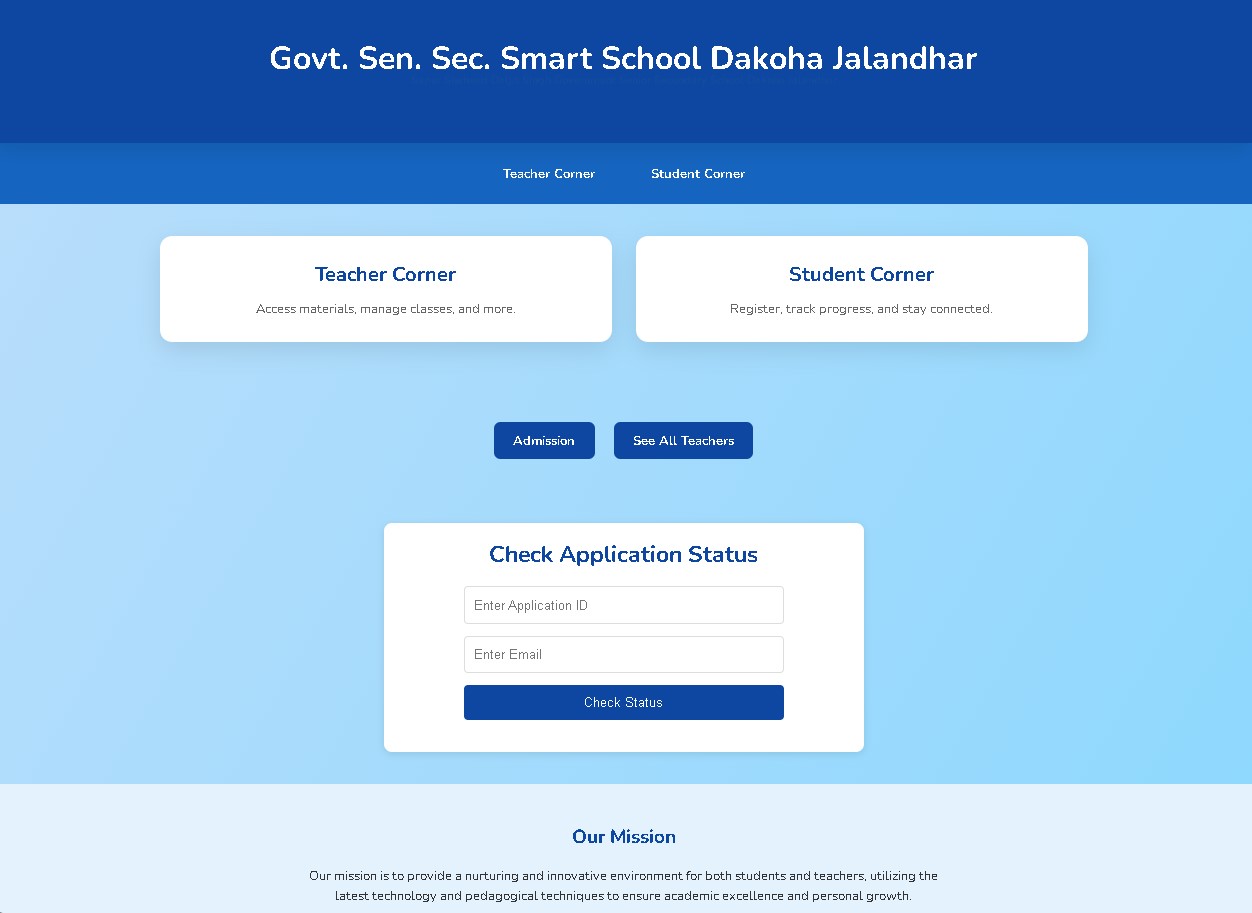 Govt. Sen. Sec. Smart School Dakoha Jalandhar
Teacher Corner
Student Corner
Teacher Corner
Access materials, manage classes, and more.
Student Corner
Register, track progress, and stay connected.
Admission
See All Teachers
Check Application Status
Enter Application ID
Enter Email
Check Status
Our Mission
Our mission is to provide a nurturing and innovative environment for both students and teachers, utilizing the
latest technology and pedagogical techniques to ensure academic excellence and personal growth.